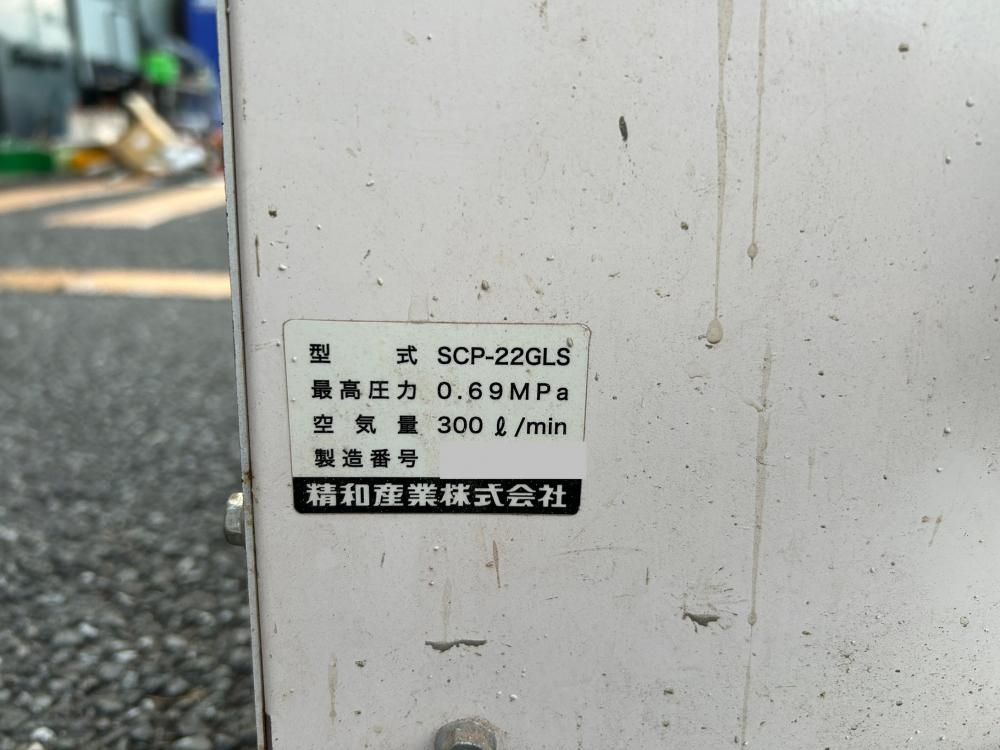 型式 SCP-22GLS
最高圧力 0.69MPa
空気量 300ℓ/min
製造番号
精和産業株式会社